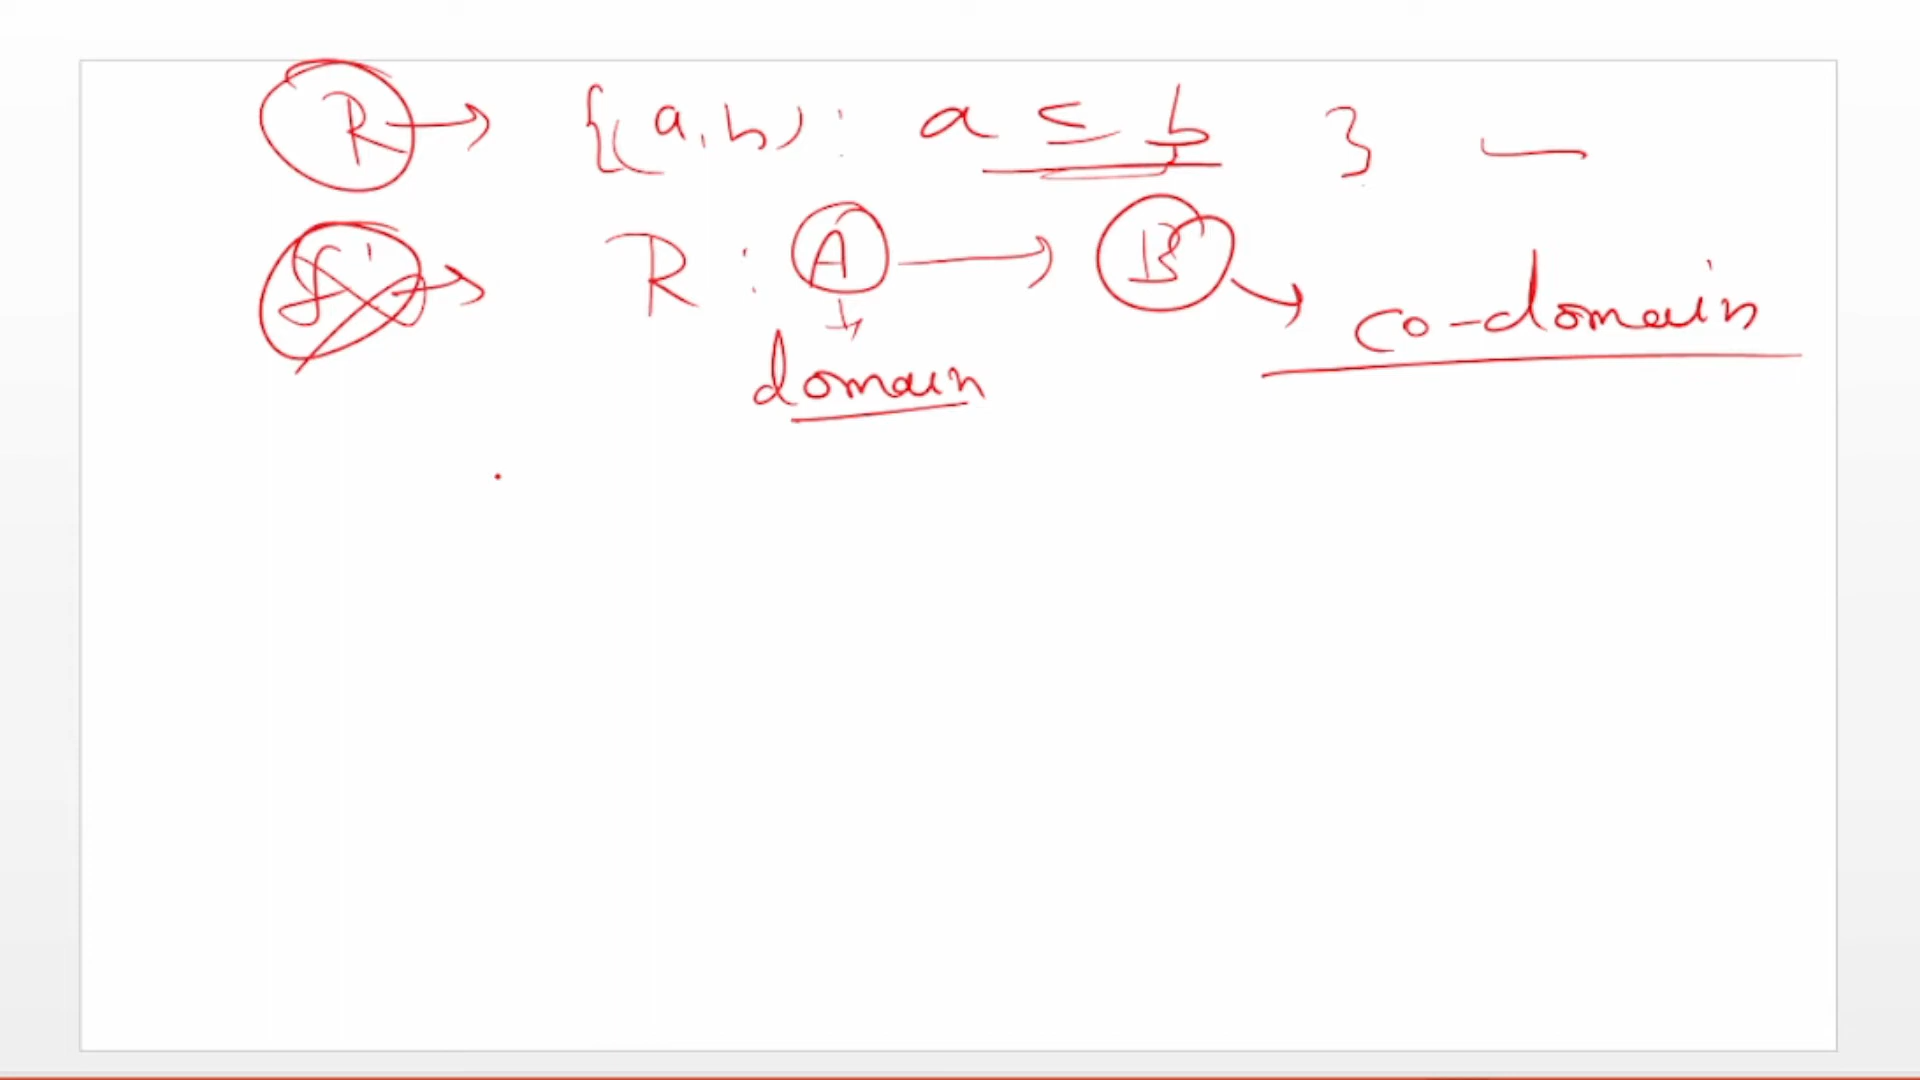 R → {(a,b): a ≤ b } —
R : A → B → co-domain
domain